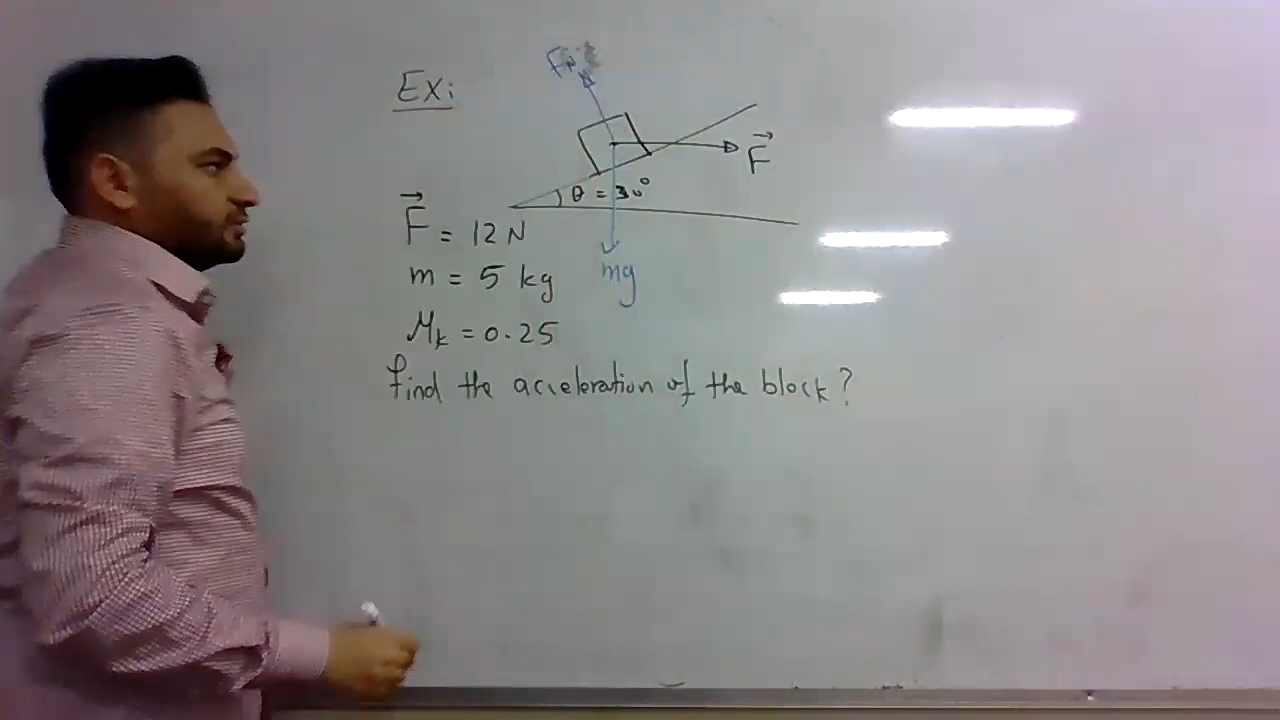 Ex:
F
θ = 30°
F = 12 N
mg
m = 5 kg
μk = 0.25
find the acceleration of the block?